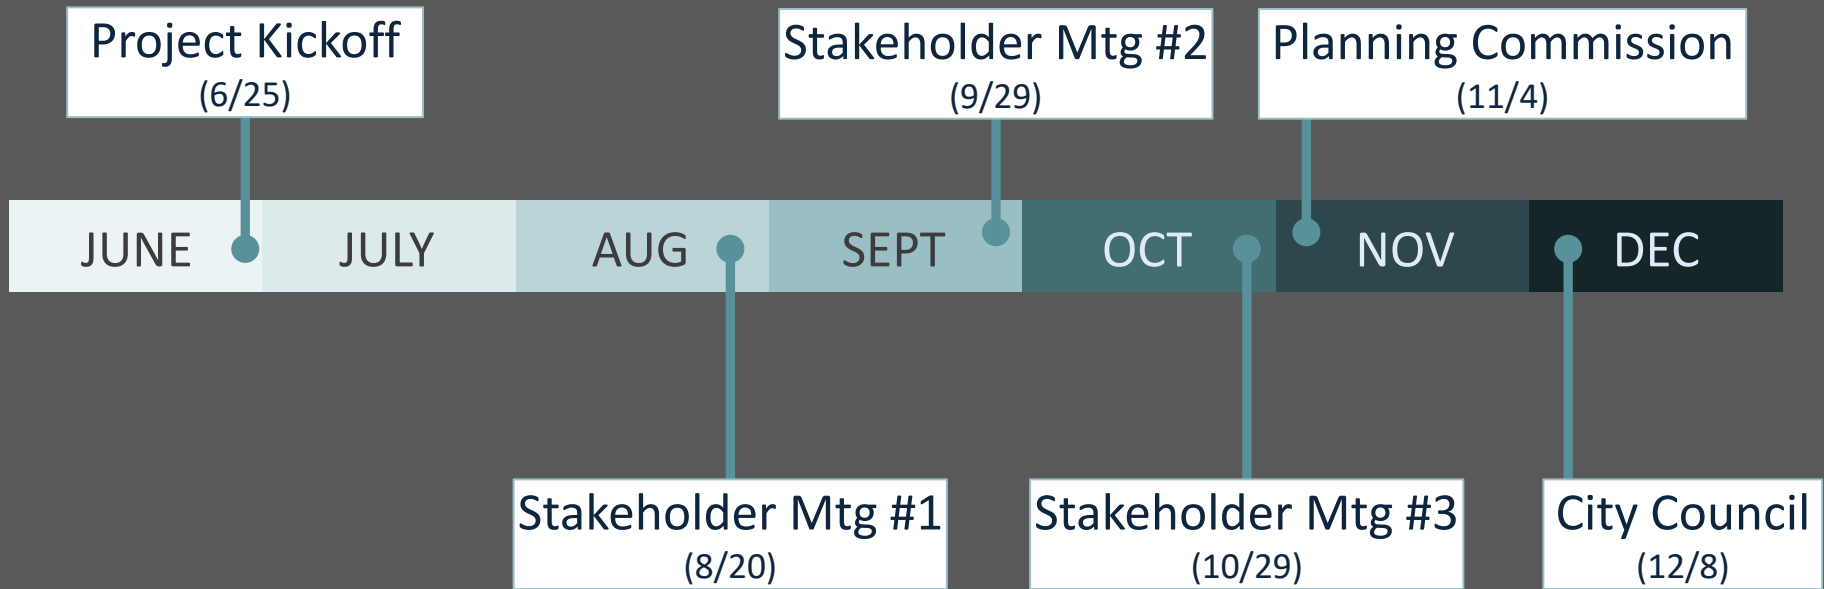 Project Kickoff
(6/25)
Stakeholder Mtg #2
(9/29)
Planning Commission
(11/4)
JUNE
JULY
AUG
SEPT
OCT
NOV
DEC
Stakeholder Mtg #1
(8/20)
Stakeholder Mtg #3
(10/29)
City Council
(12/8)